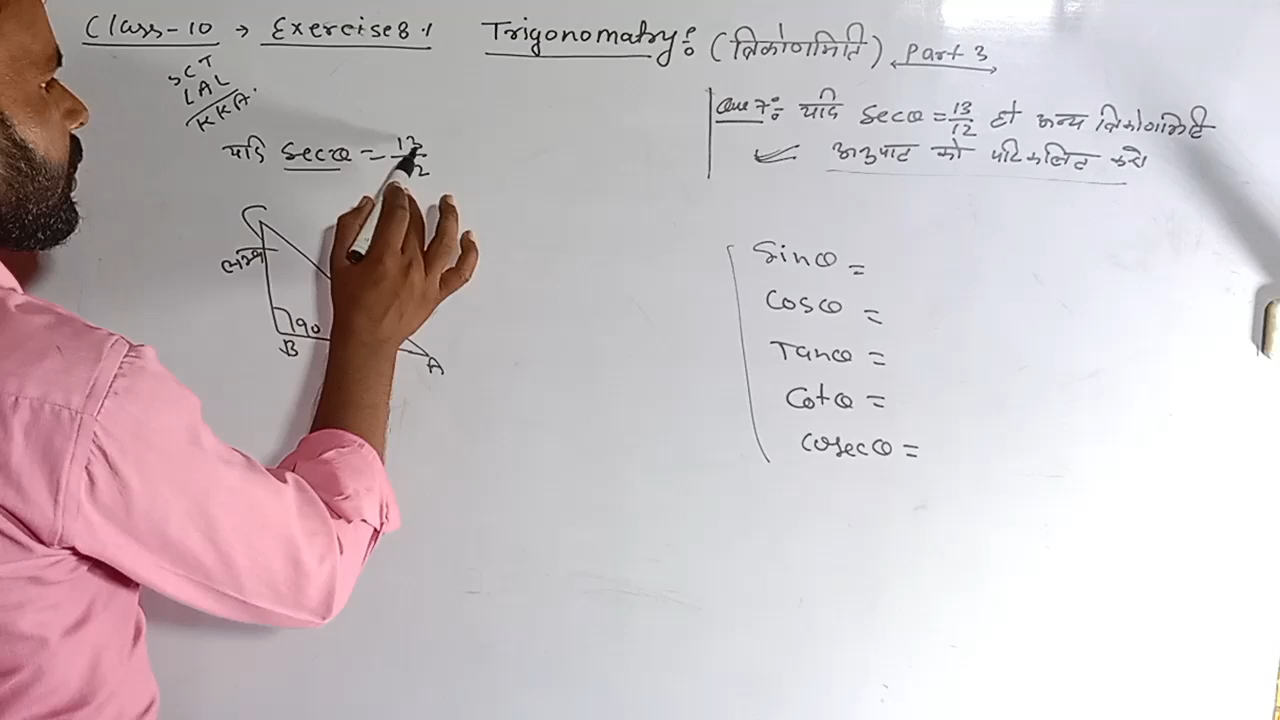 Class-10 → Exercise 8.1 Trigonomatry: (त्रिकोणमिति) Part 3
SCT
LAL
KKA
Que 7: यदि Secθ = 13/12 हो अन्य त्रिकोणमिति
अनुपात को परिकलित करो
यदि Secθ = 13/12
C
लम्ब
90
B
A
Sinθ =
Cosθ =
Tanθ =
Cotθ =
Cosecθ =